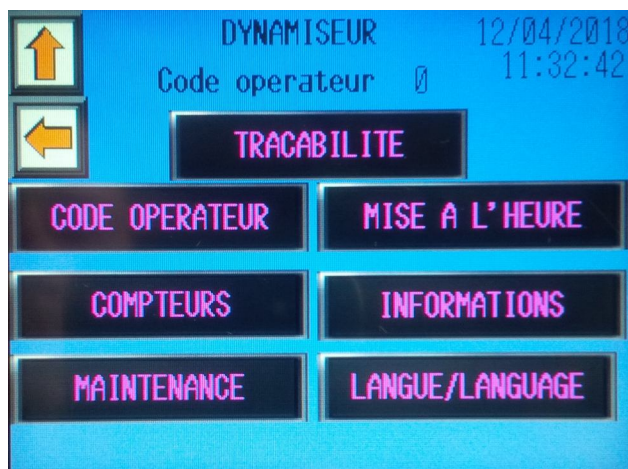 DYNAMISEUR 12/04/2018
Code operateur 0 11:32:42
TRACABILITE
CODE OPERATEUR MISE A L'HEURE
COMPTEURS INFORMATIONS
MAINTENANCE LANGUE/LANGUAGE